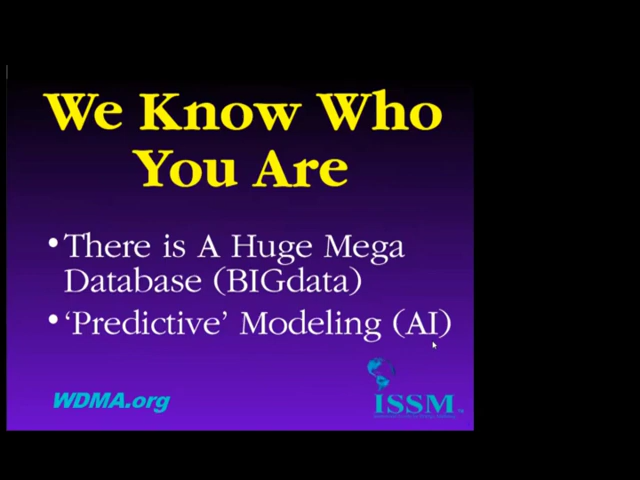 We Know Who
You Are
• There is A Huge Mega
Database (BIGdata)
• ‘Predictive’ Modeling (AI)
WDMA.org
ISSM